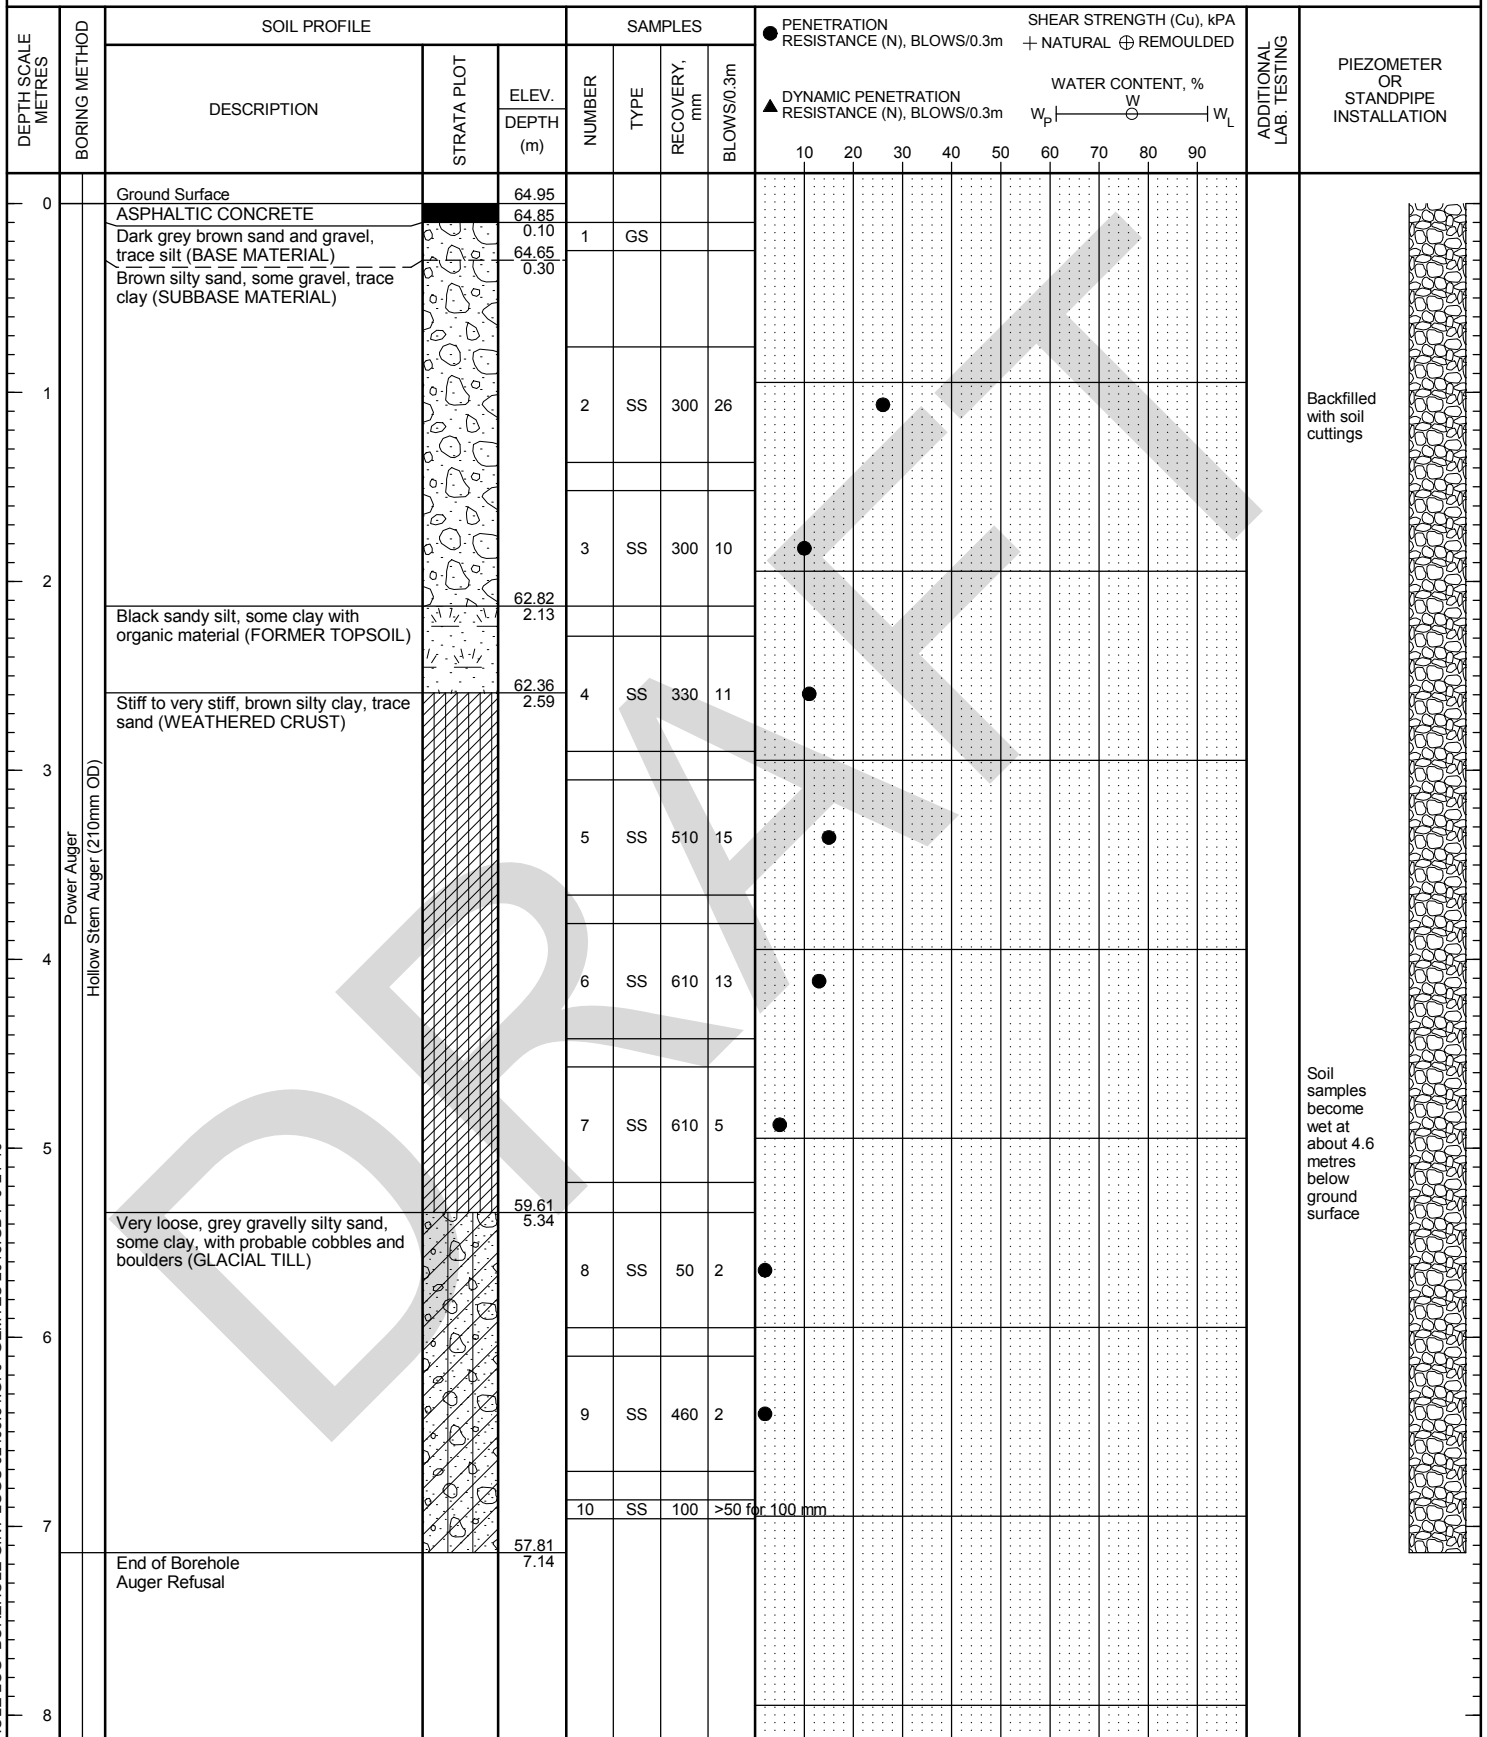 DEPTH SCALE
METRES
BORING METHOD
SOIL PROFILE
DESCRIPTION
STRATA PLOT
ELEV.
DEPTH
(m)
SAMPLES
NUMBER
TYPE
RECOVERY,
mm
BLOWS/0.3m
● PENETRATION
RESISTANCE (N), BLOWS/0.3m
▲ DYNAMIC PENETRATION
RESISTANCE (N), BLOWS/0.3m
SHEAR STRENGTH (Cu), kPA
+ NATURAL ⊕ REMOULDED
WATER CONTENT, %
WP W WL
10 20 30 40 50 60 70 80 90
ADDITIONAL
LAB. TESTING
PIEZOMETER
OR
STANDPIPE
INSTALLATION
0
1
2
3
4
5
6
7
8
Power Auger
Hollow Stem Auger (210mm OD)
Ground Surface 64.95
ASPHALTIC CONCRETE 64.85
0.10
Dark grey brown sand and gravel,
trace silt (BASE MATERIAL) 64.65
0.30
Brown silty sand, some gravel, trace
clay (SUBBASE MATERIAL)
62.82
2.13
Black sandy silt, some clay with
organic material (FORMER TOPSOIL)
62.36
2.59
Stiff to very stiff, brown silty clay, trace
sand (WEATHERED CRUST)
59.61
5.34
Very loose, grey gravelly silty sand,
some clay, with probable cobbles and
boulders (GLACIAL TILL)
57.81
7.14
End of Borehole
Auger Refusal
1 GS
2 SS 300 26
3 SS 300 10
4 SS 330 11
5 SS 510 15
6 SS 610 13
7 SS 610 5
8 SS 50 2
9 SS 460 2
10 SS 100 >50 for 100 mm
Backfilled
with soil
cuttings
Soil
samples
become
wet at
about 4.6
metres
below
ground
surface
DRAFT